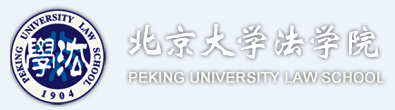 PEKING UNIVERSITY LAW SCHOOL
學法
1904
北京大学法学院
PEKING UNIVERSITY LAW SCHOOL